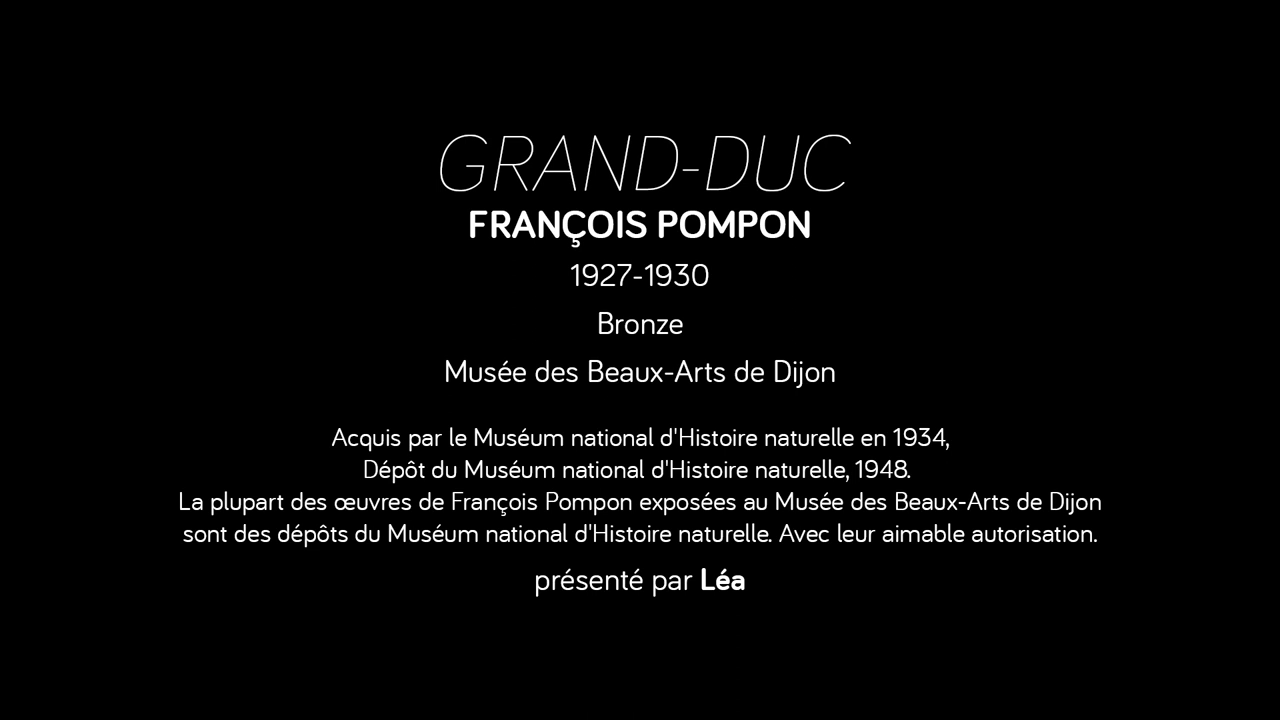 GRAND-DUC
FRANÇOIS POMPON
1927-1930
Bronze
Musée des Beaux-Arts de Dijon
Acquis par le Muséum national d'Histoire naturelle en 1934,
Dépôt du Muséum national d'Histoire naturelle, 1948.
La plupart des œuvres de François Pompon exposées au Musée des Beaux-Arts de Dijon
sont des dépôts du Muséum national d'Histoire naturelle. Avec leur aimable autorisation.
présenté par Léa